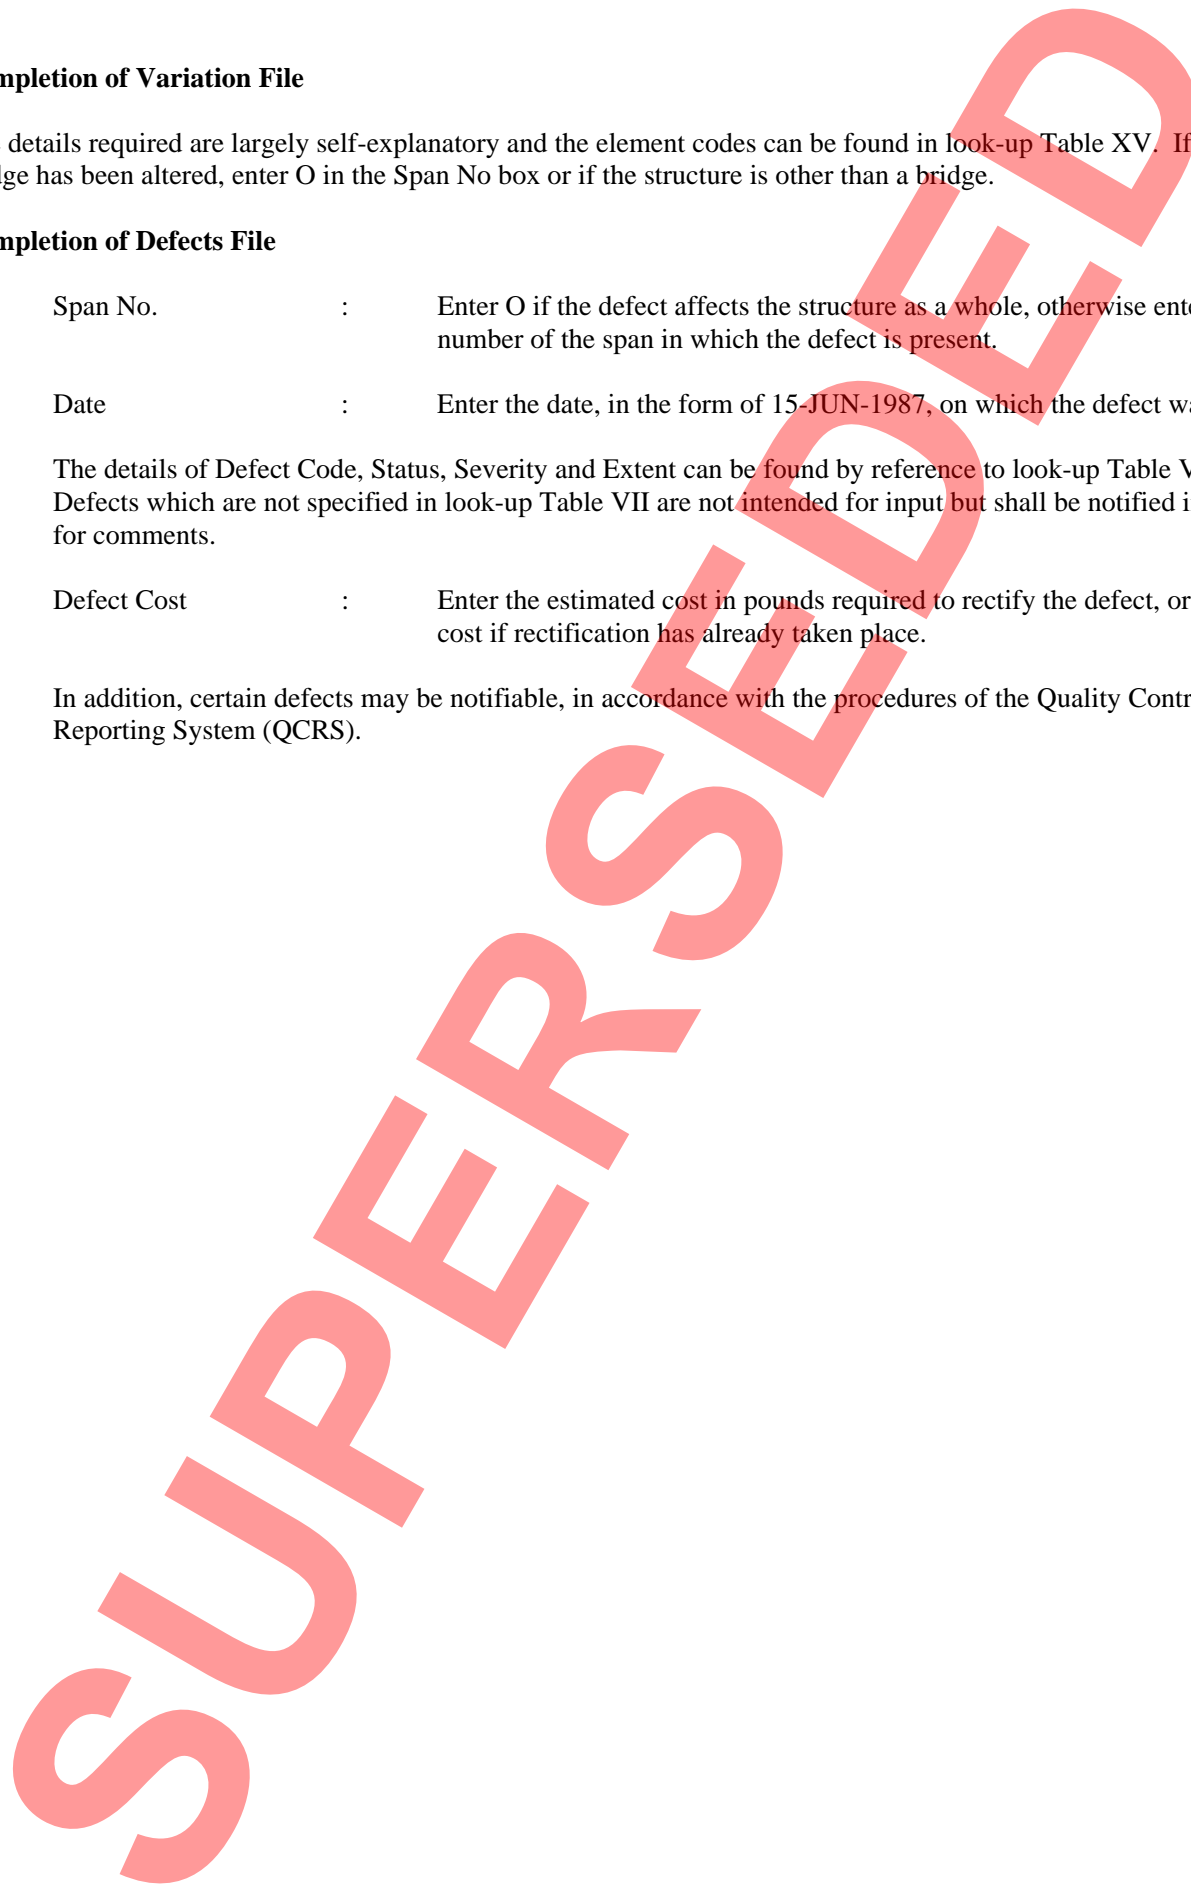 mpletion of Variation File
details required are largely self-explanatory and the element codes can be found in look-up Table XV. If
dge has been altered, enter O in the Span No box or if the structure is other than a bridge.
mpletion of Defects File
Span No. : Enter O if the defect affects the structure as a whole, otherwise ente
number of the span in which the defect is present.
Date : Enter the date, in the form of 15-JUN-1987, on which the defect wa
The details of Defect Code, Status, Severity and Extent can be found by reference to look-up Table V
Defects which are not specified in look-up Table VII are not intended for input but shall be notified i
for comments.
Defect Cost : Enter the estimated cost in pounds required to rectify the defect, or
cost if rectification has already taken place.
In addition, certain defects may be notifiable, in accordance with the procedures of the Quality Contr
Reporting System (QCRS).
SUPERSEDED